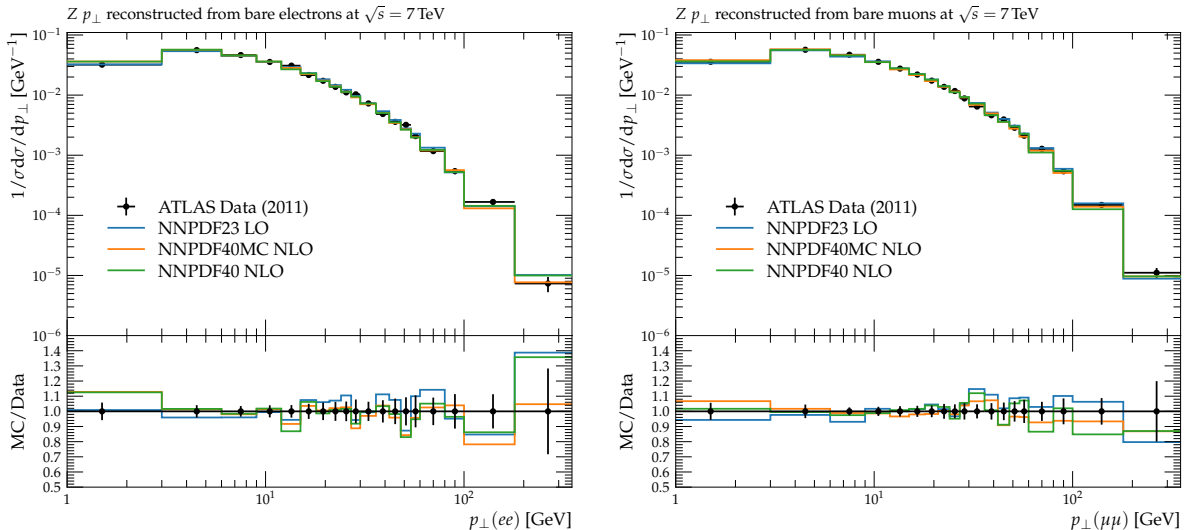 Z p⊥ reconstructed from bare electrons at √s = 7 TeV
1/σdσ/dp⊥ [GeV⁻¹]
10⁻¹
10⁻²
10⁻³
10⁻⁴
10⁻⁵
10⁻⁶
ATLAS Data (2011)
NNPDF23 LO
NNPDF40MC NLO
NNPDF40 NLO
MC/Data
1.4
1.3
1.2
1.1
1.0
0.9
0.8
0.7
0.6
0.5
1 10¹ 10²
p⊥(ee) [GeV]
Z p⊥ reconstructed from bare muons at √s = 7 TeV
1/σdσ/dp⊥ [GeV⁻¹]
10⁻¹
10⁻²
10⁻³
10⁻⁴
10⁻⁵
10⁻⁶
ATLAS Data (2011)
NNPDF23 LO
NNPDF40MC NLO
NNPDF40 NLO
MC/Data
1.4
1.3
1.2
1.1
1.0
0.9
0.8
0.7
0.6
0.5
1 10¹ 10²
p⊥(μμ) [GeV]